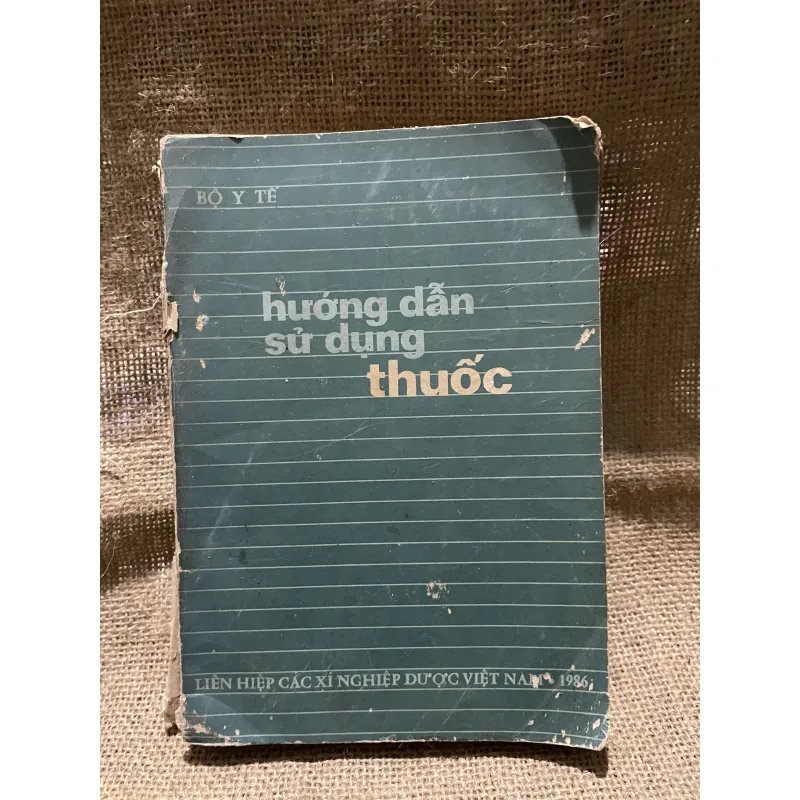 BỘ Y TẾ
hướng dẫn
sử dụng
thuốc
LIÊN HIỆP CÁC XÍ NGHIỆP DƯỢC VIỆT NAM - 1986